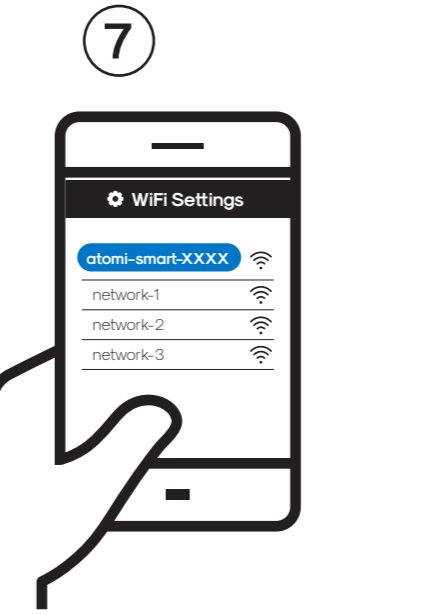 7
WiFi Settings
atomi-smart-XXXX
network-1
network-2
network-3